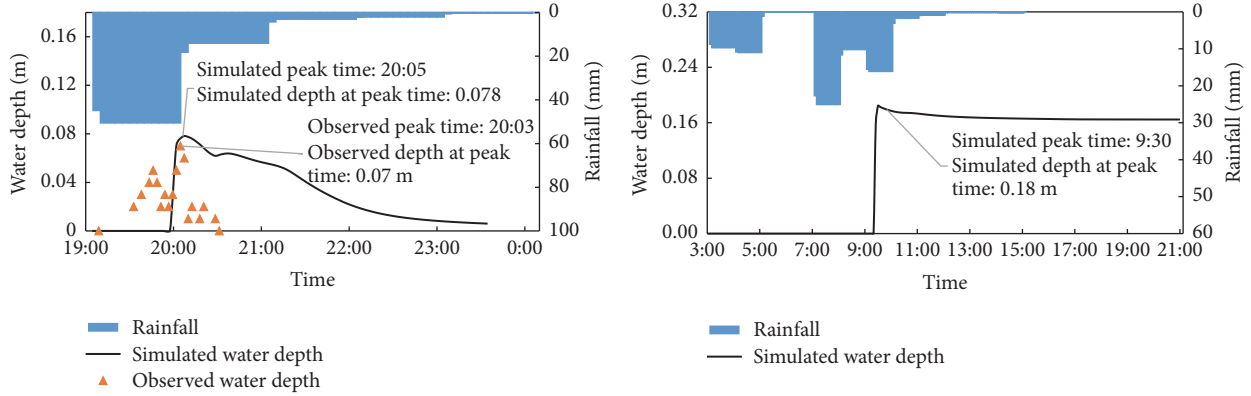 0.16
0.12
0.08
0.04
0
Water depth (m)
Simulated peak time: 20:05
Simulated depth at peak time: 0.078
Observed peak time: 20:03
Observed depth at peak
time: 0.07 m
0
20
40
60
80
100
Rainfall (mm)
19:00 20:00 21:00 22:00 23:00 0:00
Time
Rainfall
Simulated water depth
Observed water depth
0.32
0.24
0.16
0.08
0.00
Water depth (m)
Simulated peak time: 9:30
Simulated depth at peak
time: 0.18 m
0
10
20
30
40
50
60
Rainfall (mm)
3:00 5:00 7:00 9:00 11:00 13:00 15:00 17:00 19:00 21:00
Time
Rainfall
Simulated water depth